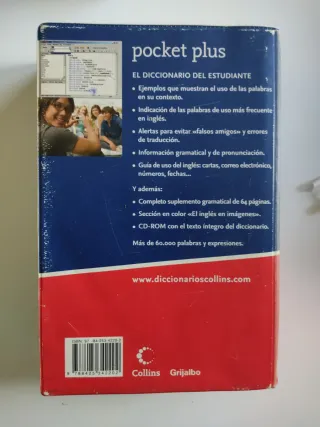 pocket plus
EL DICCIONARIO DEL ESTUDIANTE
• Ejemplos que muestran el uso de las palabras
en su contexto.
• Indicación de las palabras de uso más frecuente
en inglés.
• Alertas para evitar «falsos amigos» y errores
de traducción.
• Información gramatical y de pronunciación.
• Guía de uso del inglés: cartas, correo electrónico,
números, fechas...
Y además:
• Completo suplemento gramatical de 64 páginas.
• Sección en color «El inglés en imágenes».
• CD-ROM con el texto íntegro del diccionario.
Más de 60.000 palabras y expresiones.
www.diccionarioscollins.com
Collins
Grijalbo